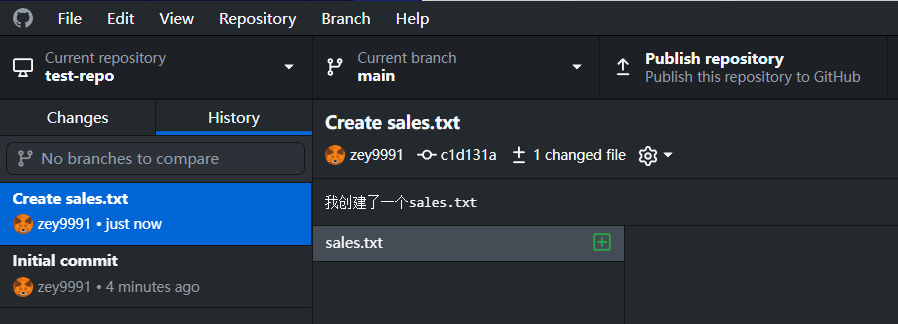 File Edit View Repository Branch Help
Current repository
test-repo
Current branch
main
Publish repository
Publish this repository to GitHub
Changes History
No branches to compare
Create sales.txt
zey9991 • just now
Initial commit
zey9991 • 4 minutes ago
Create sales.txt
zey9991 c1d131a 1 changed file
我创建了一个sales.txt
sales.txt